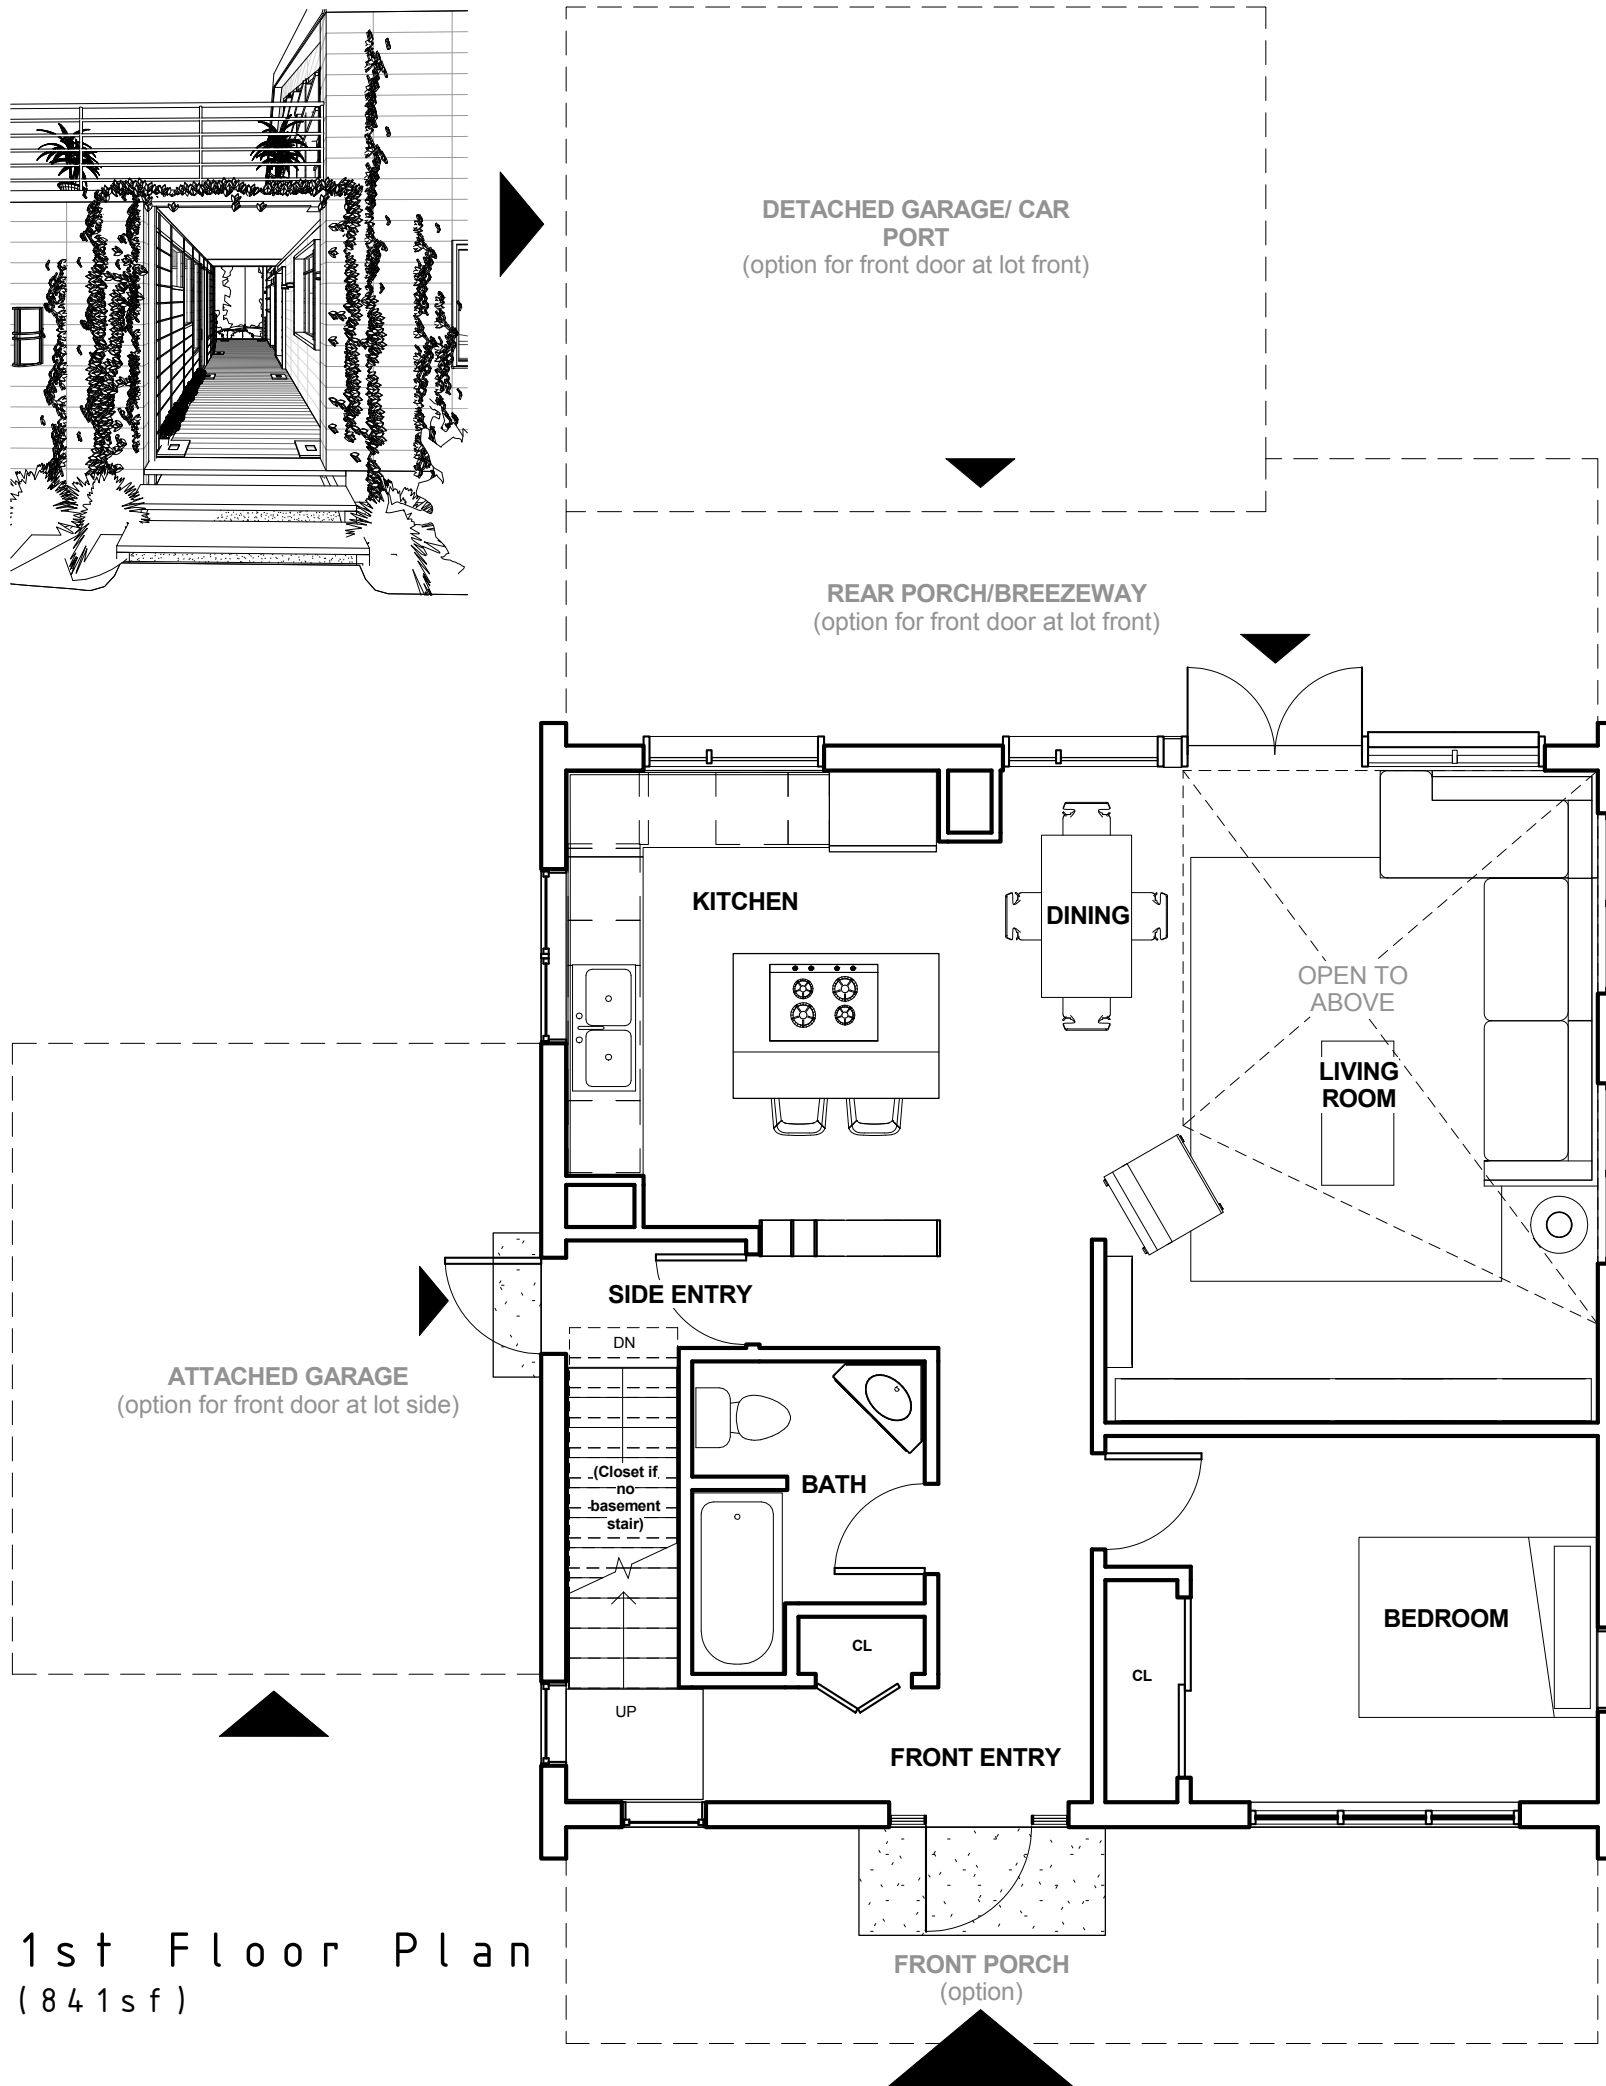 DETACHED GARAGE/ CAR
PORT
(option for front door at lot front)
REAR PORCH/BREEZEWAY
(option for front door at lot front)
KITCHEN
DINING
OPEN TO
ABOVE
LIVING
ROOM
SIDE ENTRY
DN
ATTACHED GARAGE
(option for front door at lot side)
(Closet if
no
basement
stair)
BATH
CL
BEDROOM
CL
UP
FRONT ENTRY
1st Floor Plan
(841sf)
FRONT PORCH
(option)